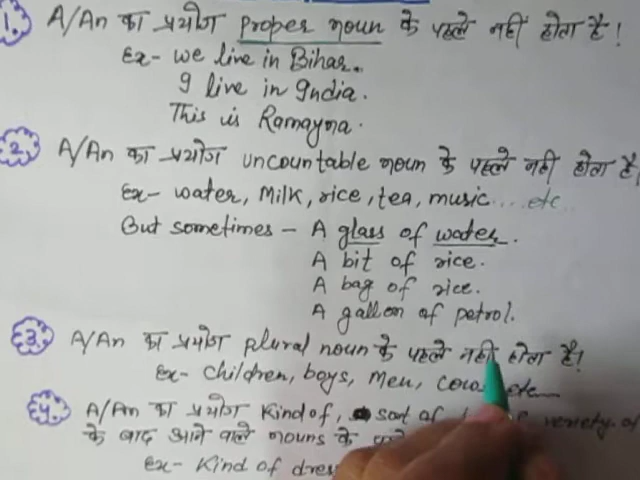 1. A/An का प्रयोग proper noun के पहले नहीं होता है!
Ex- we live in Bihar.
I live in India.
This is Ramayna.
2. A/An का प्रयोग uncountable noun के पहले नहीं होता है,
Ex- water, Milk, rice, tea, music.... etc..
But sometimes - A glass of water.
A bit of rice.
A bag of rice.
A gallon of petrol.
3. A/An का प्रयोग plural noun के पहले नहीं होता है!
Ex- Children, boys, Men, etc
4. A/An का प्रयोग Kind of, sort of variety of
के बाद आने वाले nouns के
Ex- Kind of